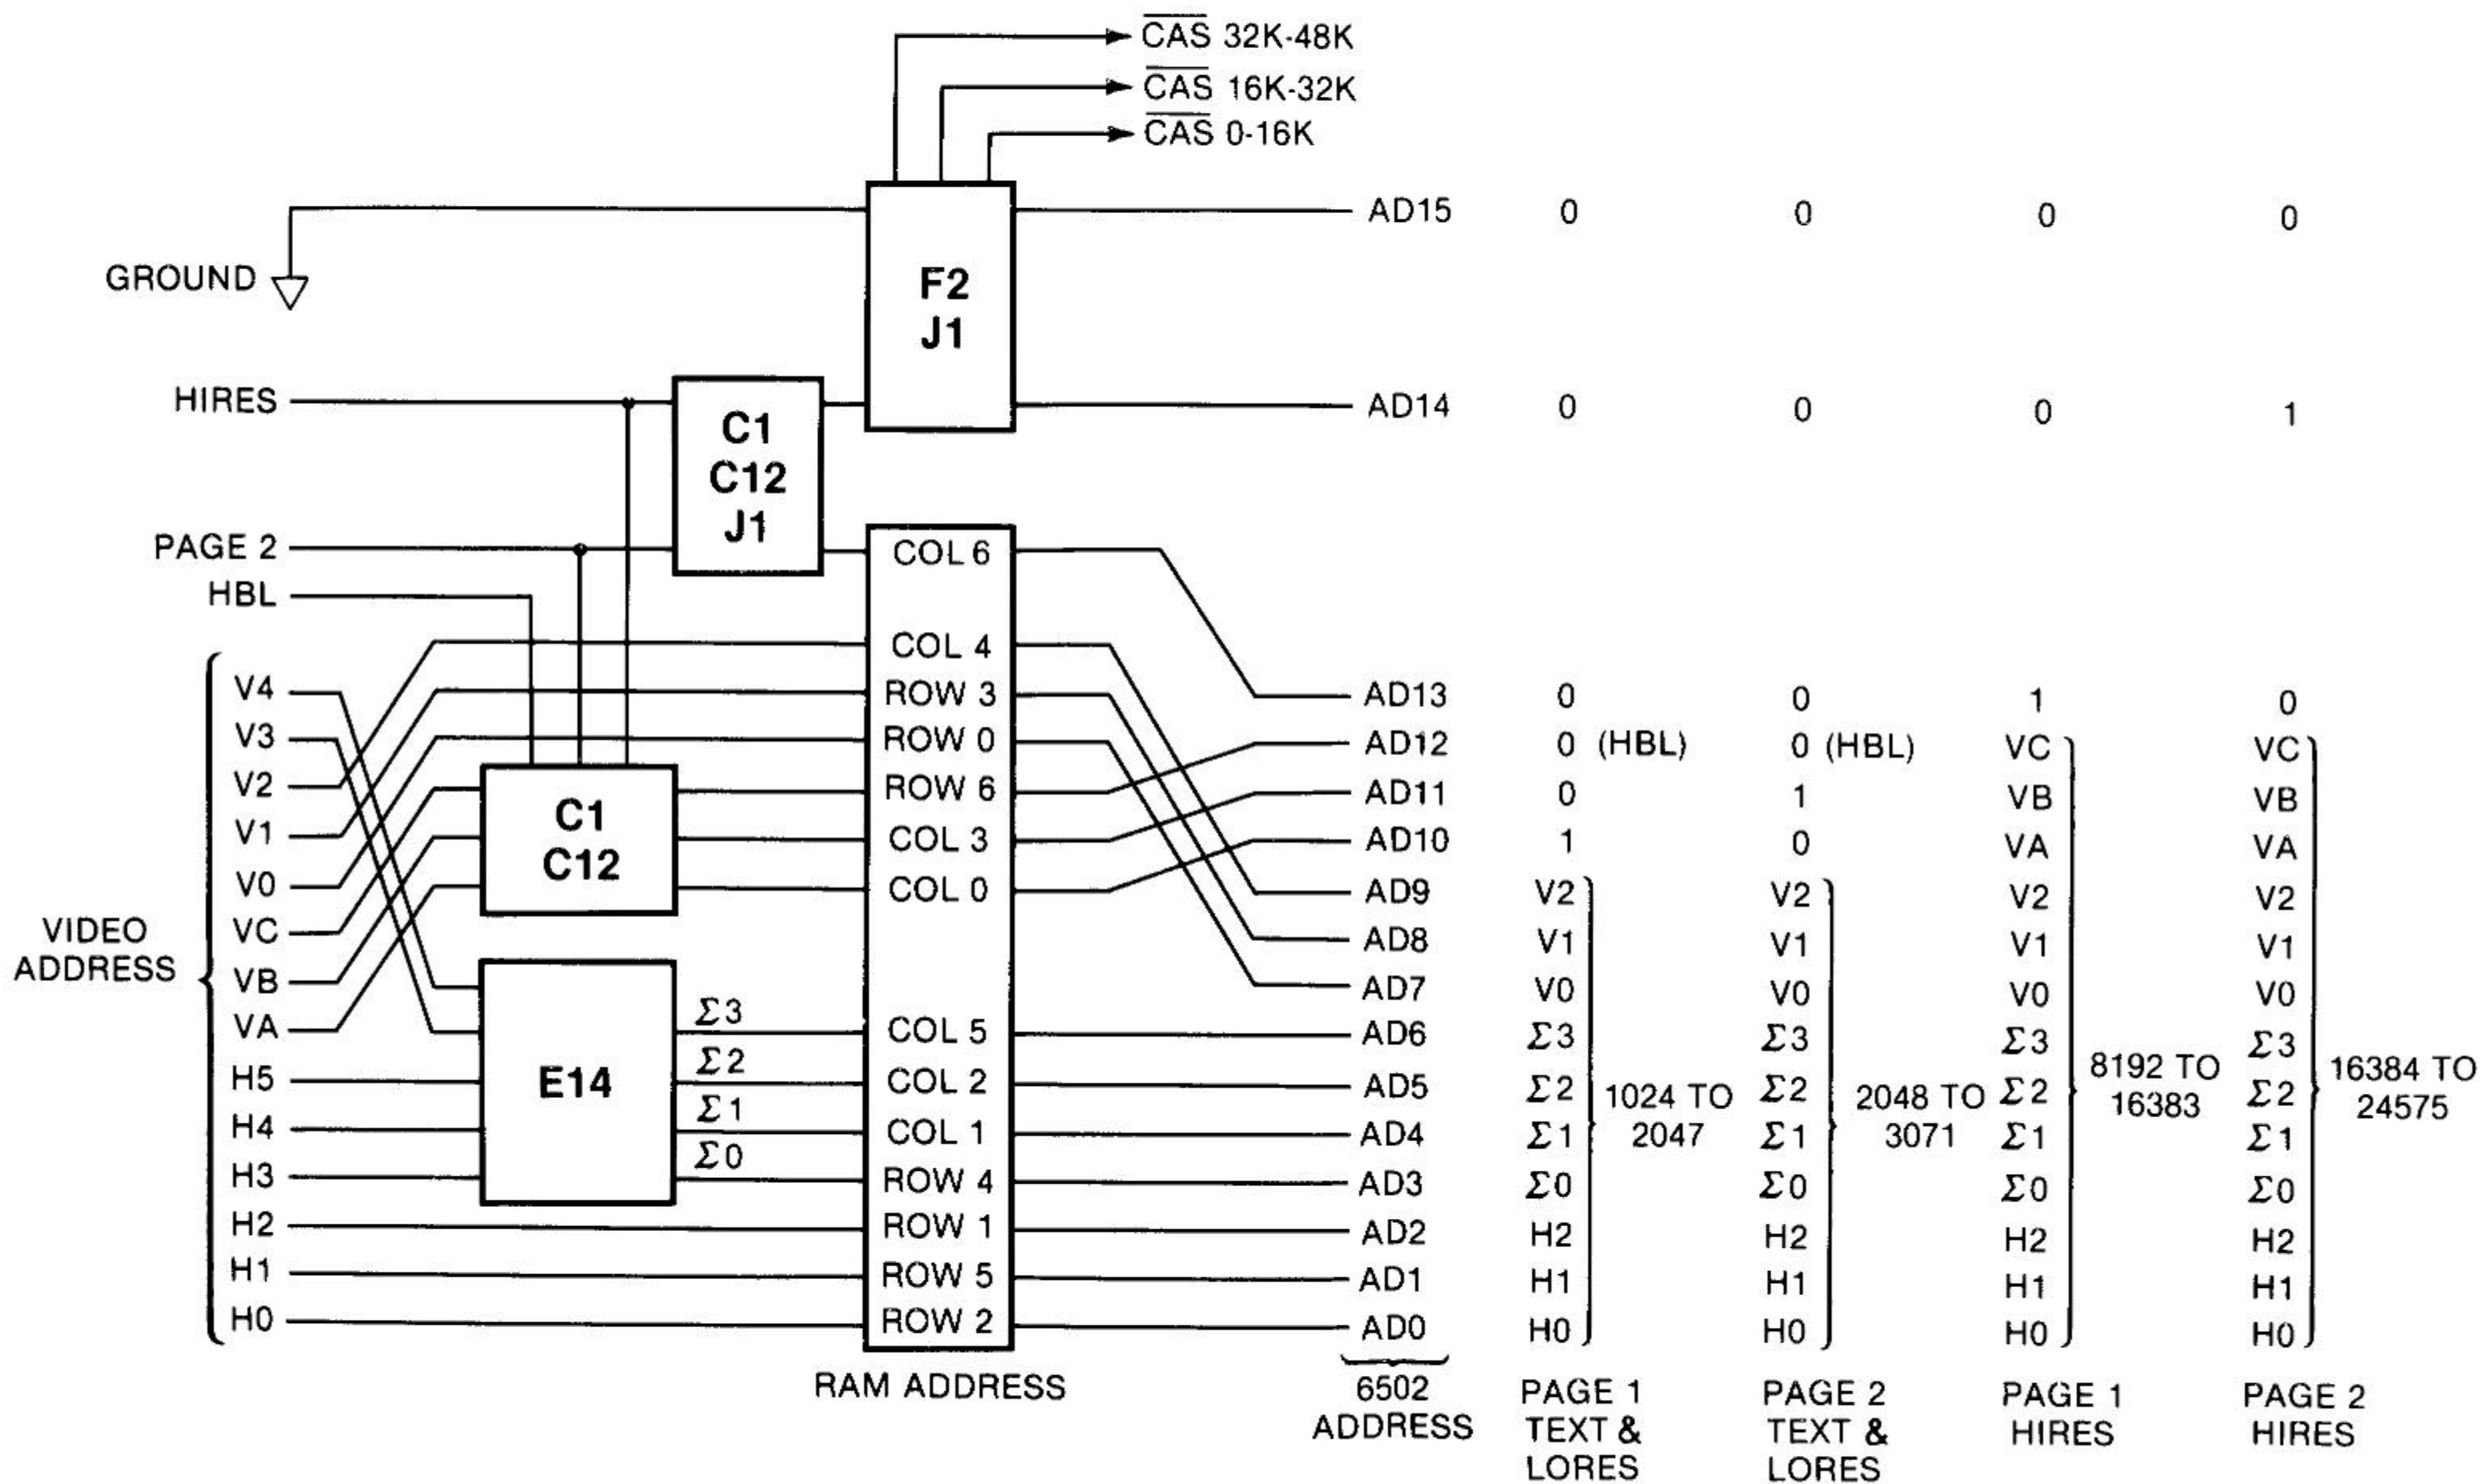 CAS 32K-48K
CAS 16K-32K
CAS 0-16K
GROUND
HIRES
PAGE 2
HBL
V4
V3
V2
V1
V0
VC
VB
VA
H5
H4
H3
H2
H1
H0
VIDEO
ADDRESS
F2
J1
C1
C12
J1
C1
C12
E14
Σ3
Σ2
Σ1
Σ0
COL 6
COL 4
ROW 3
ROW 0
ROW 6
COL 3
COL 0
COL 5
COL 2
COL 1
ROW 4
ROW 1
ROW 5
ROW 2
RAM ADDRESS
AD15 0 0 0 0
AD14 0 0 0 1
AD13 0 0 1 0
AD12 0 (HBL) 0 (HBL) VC VC
AD11 0 1 VB VB
AD10 1 0 VA VA
AD9 V2 V2 V2 V2
AD8 V1 V1 V1 V1
AD7 V0 V0 V0 V0
AD6 Σ3 Σ3 Σ3 Σ3
AD5 Σ2 Σ2 Σ2 Σ2
AD4 Σ1 Σ1 Σ1 Σ1
AD3 Σ0 Σ0 Σ0 Σ0
AD2 H2 H2 H2 H2
AD1 H1 H1 H1 H1
AD0 H0 H0 H0 H0
1024 TO
2047
2048 TO
3071
8192 TO
16383
16384 TO
24575
6502
ADDRESS
PAGE 1
TEXT &
LORES
PAGE 2
TEXT &
LORES
PAGE 1
HIRES
PAGE 2
HIRES